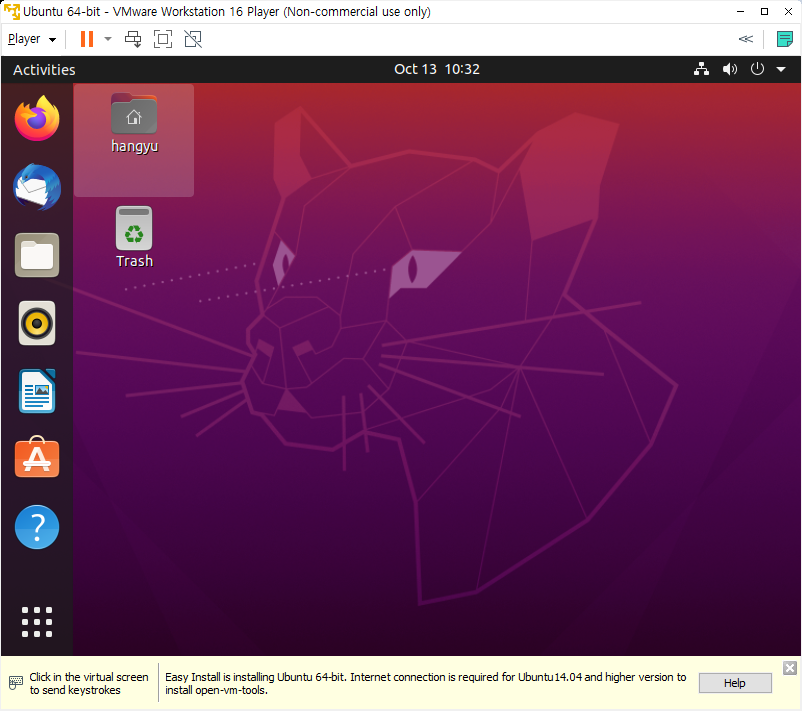 Ubuntu 64-bit - VMware Workstation 16 Player (Non-commercial use only)
Player
Activities
Oct 13 10:32
hangyu
Trash
Click in the virtual screen
to send keystrokes
Easy Install is installing Ubuntu 64-bit. Internet connection is required for Ubuntu14.04 and higher version to
install open-vm-tools.
Help